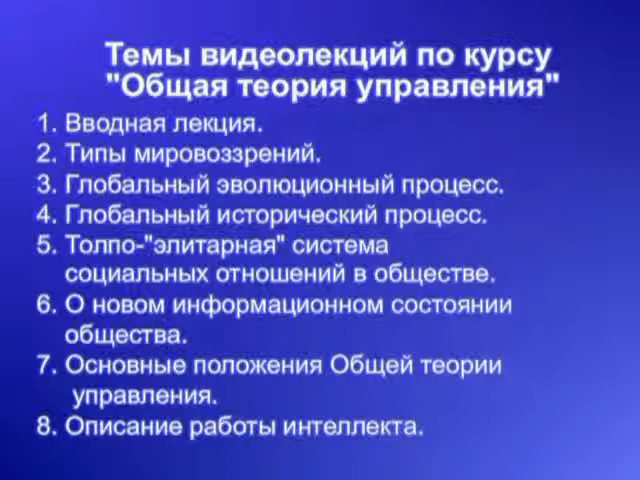 Темы видеолекций по курсу
"Общая теория управления"
1. Вводная лекция.
2. Типы мировоззрений.
3. Глобальный эволюционный процесс.
4. Глобальный исторический процесс.
5. Толпо-"элитарная" система
социальных отношений в обществе.
6. О новом информационном состоянии
общества.
7. Основные положения Общей теории
управления.
8. Описание работы интеллекта.